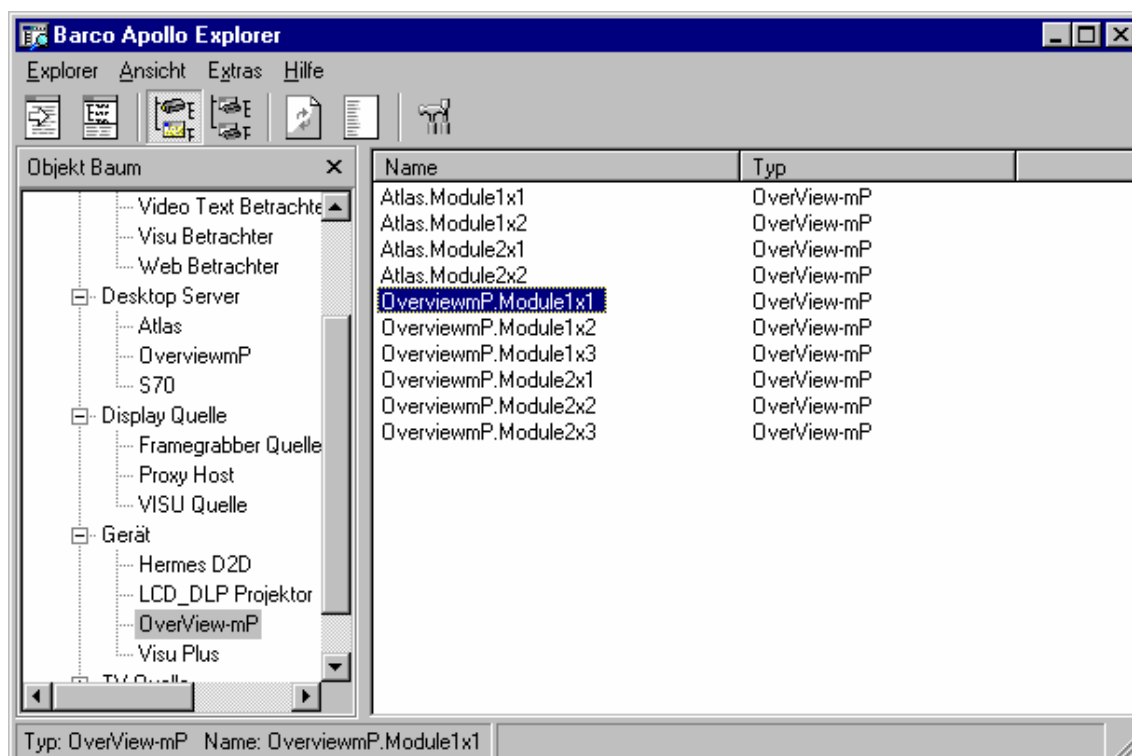 Barco Apollo Explorer
Explorer Ansicht Extras Hilfe
Objekt Baum
Video Text Betrachte
Visu Betrachter
Web Betrachter
Desktop Server
Atlas
OverviewmP
S70
Display Quelle
Framegrabber Quelle
Proxy Host
VISU Quelle
Gerät
Hermes D2D
LCD_DLP Projektor
OverView-mP
Visu Plus
TV Quelle
Name Typ
Atlas.Module1x1 OverView-mP
Atlas.Module1x2 OverView-mP
Atlas.Module2x1 OverView-mP
Atlas.Module2x2 OverView-mP
OverviewmP.Module1x1 OverView-mP
OverviewmP.Module1x2 OverView-mP
OverviewmP.Module1x3 OverView-mP
OverviewmP.Module2x1 OverView-mP
OverviewmP.Module2x2 OverView-mP
OverviewmP.Module2x3 OverView-mP
Typ: OverView-mP Name: OverviewmP.Module1x1